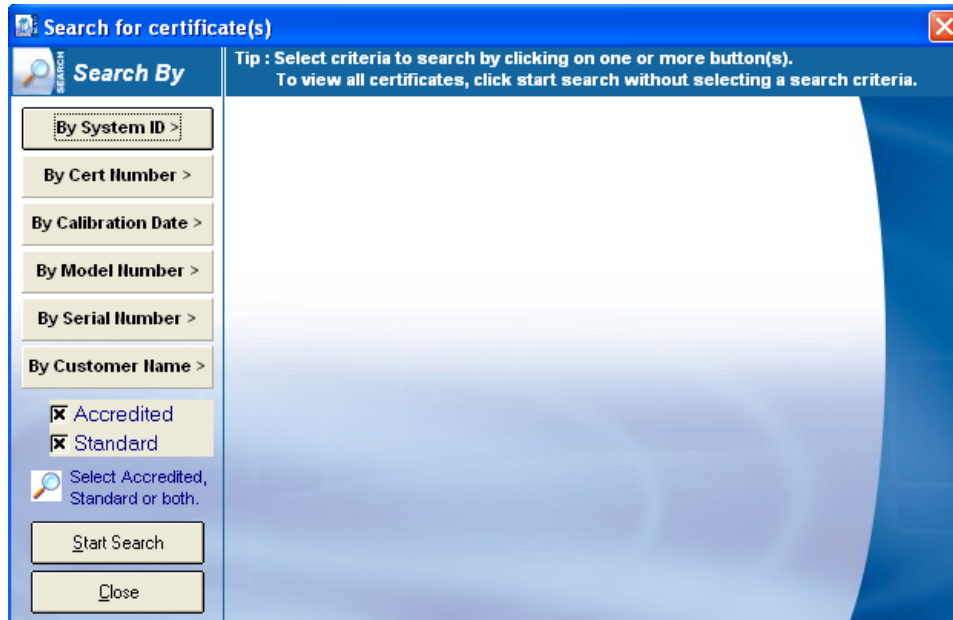 Search for certificate(s)
SEARCH
Search By
Tip : Select criteria to search by clicking on one or more button(s).
To view all certificates, click start search without selecting a search criteria.
By System ID >
By Cert Number >
By Calibration Date >
By Model Number >
By Serial Number >
By Customer Name >
Accredited
Standard
Select Accredited,
Standard or both.
Start Search
Close